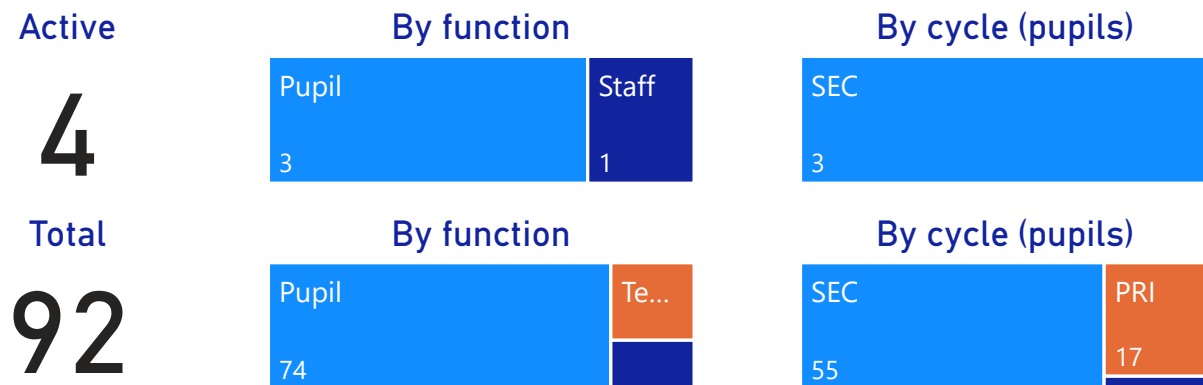 Active
4
By function
Pupil
3
Staff
1
By cycle (pupils)
SEC
3
Total
92
By function
Pupil
74
Te...
By cycle (pupils)
SEC
55
PRI
17